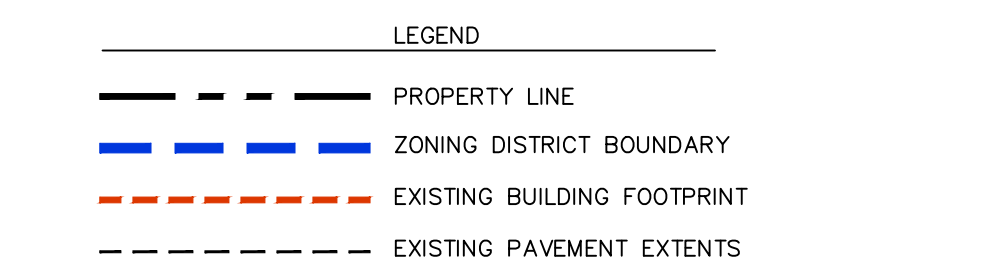 LEGEND
PROPERTY LINE
ZONING DISTRICT BOUNDARY
EXISTING BUILDING FOOTPRINT
EXISTING PAVEMENT EXTENTS